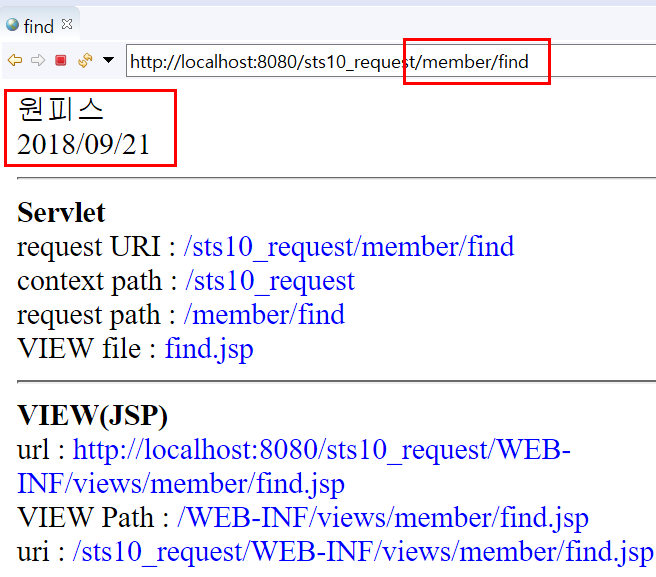 find
http://localhost:8080/sts10_request/member/find
원피스
2018/09/21
Servlet
request URI : /sts10_request/member/find
context path : /sts10_request
request path : /member/find
VIEW file : find.jsp
VIEW(JSP)
url : http://localhost:8080/sts10_request/WEB-
INF/views/member/find.jsp
VIEW Path : /WEB-INF/views/member/find.jsp
uri : /sts10_request/WEB-INF/views/member/find.jsp